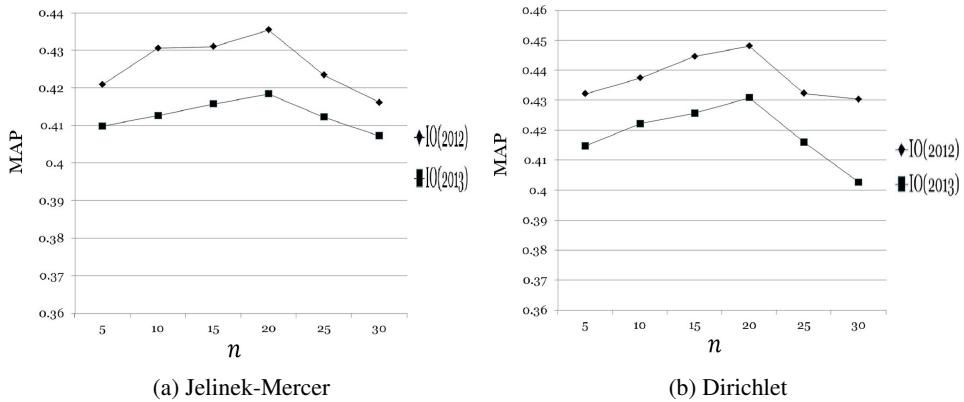 0.44
0.43
0.42
0.41
0.4
0.39
0.38
0.37
0.36
MAP
5 10 15 20 25 30
n
IO(2012)
IO(2013)
(a) Jelinek-Mercer
0.46
0.45
0.44
0.43
0.42
0.41
0.4
0.39
0.38
0.37
0.36
MAP
5 10 15 20 25 30
n
IO(2012)
IO(2013)
(b) Dirichlet